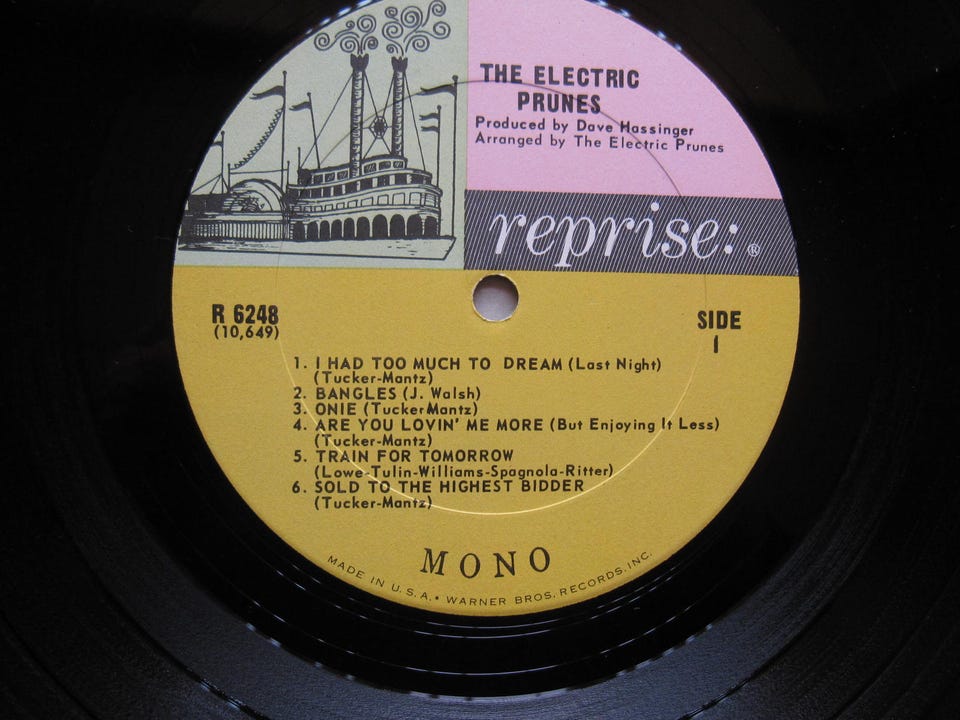 THE ELECTRIC
PRUNES
Produced by Dave Hassinger
Arranged by The Electric Prunes
reprise: ®
R 6248
(10,649)
SIDE
1
1. I HAD TOO MUCH TO DREAM (Last Night)
(Tucker-Mantz)
2. BANGLES (J. Walsh)
3. ONIE (Tucker Mantz)
4. ARE YOU LOVIN' ME MORE (But Enjoying It Less)
(Tucker-Mantz)
5. TRAIN FOR TOMORROW
(Lowe-Tulin-Williams-Spagnola-Ritter)
6. SOLD TO THE HIGHEST BIDDER
(Tucker-Mantz)
MONO
MADE IN U.S.A. • WARNER BROS. RECORDS, INC.